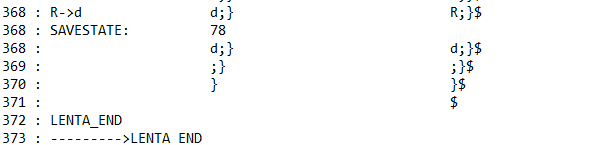 368 : R->d                d;}                           R;}$
368 : SAVESTATE:          78
368 :                     d;}                           d;}$
369 :                     ;}                            ;}$
370 :                     }                             }$
371 :                                                   $
372 : LENTA_END
373 : --------->LENTA END